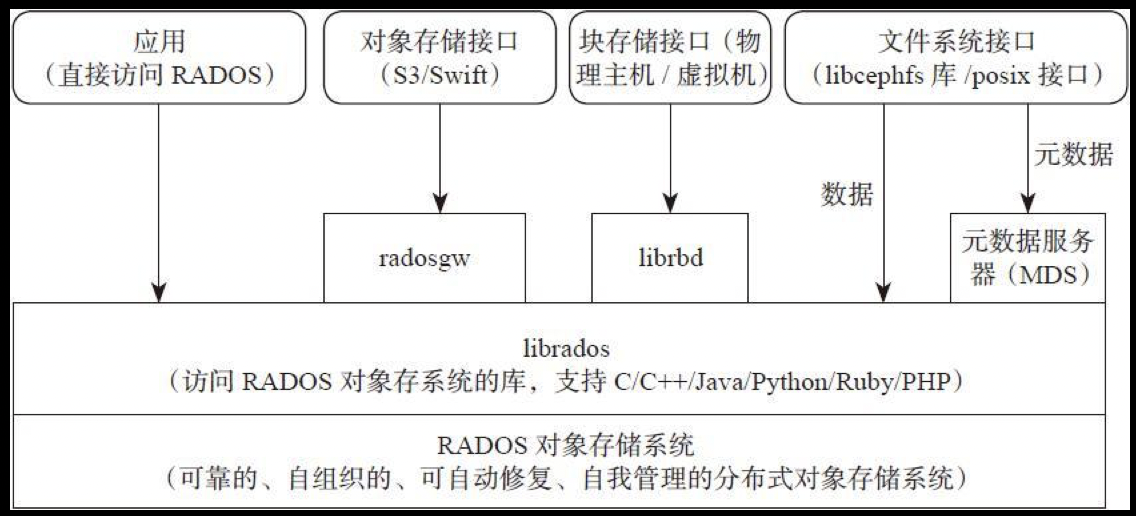 应用
（直接访问 RADOS）
对象存储接口
（S3/Swift）
块存储接口（物
理主机 / 虚拟机）
文件系统接口
（libcephfs 库 /posix 接口）
元数据
数据
radosgw
librbd
元数据服务
器（MDS）
librados
（访问 RADOS 对象存系统的库，支持 C/C++/Java/Python/Ruby/PHP）
RADOS 对象存储系统
（可靠的、自组织的、可自动修复、自我管理的分布式对象存储系统）